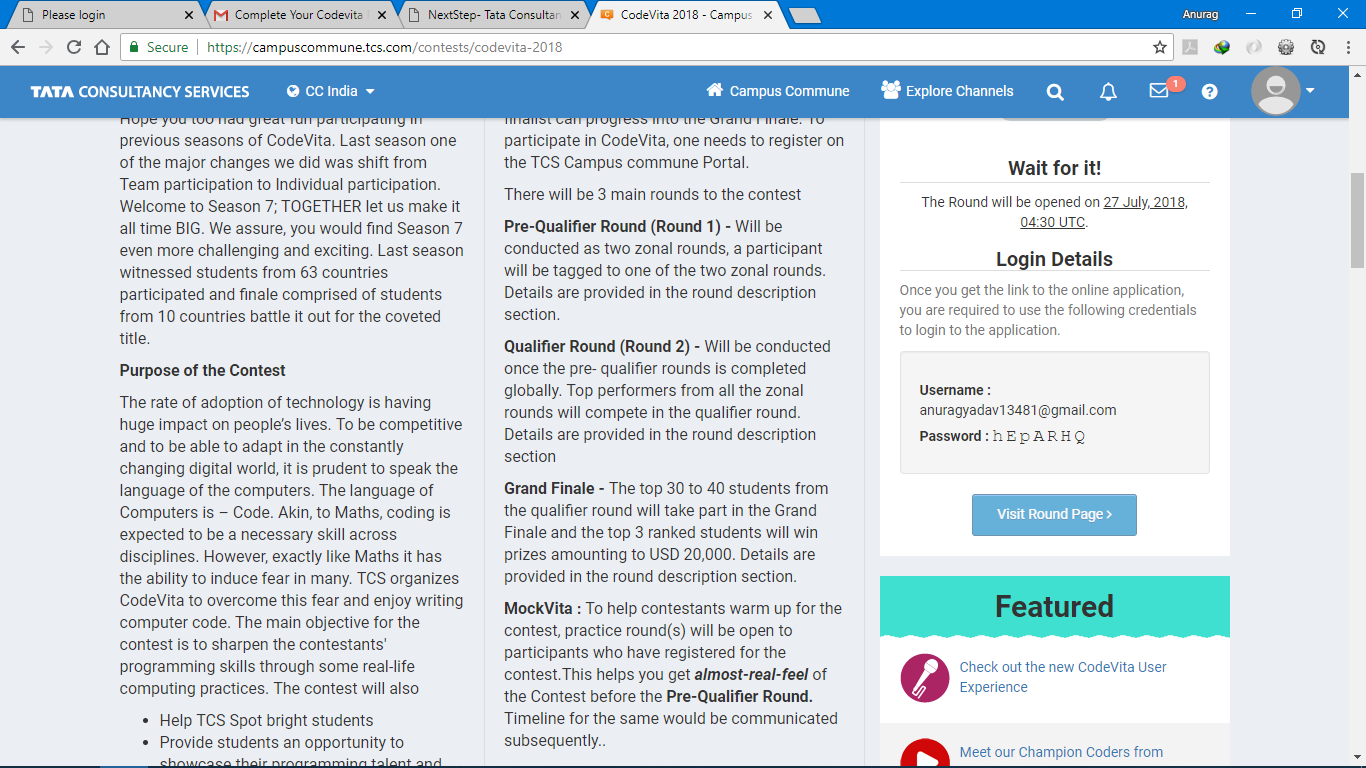 Please login
Complete Your Codevita
NextStep- Tata Consultan
CodeVita 2018 - Campus
Anurag
Secure
https://campuscommune.tcs.com/contests/codevita-2018
TATA CONSULTANCY SERVICES
CC India
Campus Commune
Explore Channels
1
Hope you too had great fun participating in
previous seasons of CodeVita. Last season one
of the major changes we did was shift from
Team participation to Individual participation.
Welcome to Season 7; TOGETHER let us make it
all time BIG. We assure, you would find Season 7
even more challenging and exciting. Last season
witnessed students from 63 countries
participated and finale comprised of students
from 10 countries battle it out for the coveted
title.
Purpose of the Contest
The rate of adoption of technology is having
huge impact on people’s lives. To be competitive
and to be able to adapt in the constantly
changing digital world, it is prudent to speak the
language of the computers. The language of
Computers is – Code. Akin, to Maths, coding is
expected to be a necessary skill across
disciplines. However, exactly like Maths it has
the ability to induce fear in many. TCS organizes
CodeVita to overcome this fear and enjoy writing
computer code. The main objective for the
contest is to sharpen the contestants'
programming skills through some real-life
computing practices. The contest will also
• Help TCS Spot bright students
• Provide students an opportunity to
showcase their programming talent and
finalist can progress into the Grand Finale. To
participate in CodeVita, one needs to register on
the TCS Campus commune Portal.
There will be 3 main rounds to the contest
Pre-Qualifier Round (Round 1) - Will be
conducted as two zonal rounds, a participant
will be tagged to one of the two zonal rounds.
Details are provided in the round description
section.
Qualifier Round (Round 2) - Will be conducted
once the pre- qualifier rounds is completed
globally. Top performers from all the zonal
rounds will compete in the qualifier round.
Details are provided in the round description
section
Grand Finale - The top 30 to 40 students from
the qualifier round will take part in the Grand
Finale and the top 3 ranked students will win
prizes amounting to USD 20,000. Details are
provided in the round description section.
MockVita : To help contestants warm up for the
contest, practice round(s) will be open to
participants who have registered for the
contest.This helps you get almost-real-feel of
the Contest before the Pre-Qualifier Round.
Timeline for the same would be communicated
subsequently..
Wait for it!
The Round will be opened on 27 July, 2018,
04:30 UTC.
Login Details
Once you get the link to the online application,
you are required to use the following credentials
to login to the application.
Username :
anuragyadav13481@gmail.com
Password : h E p A R H Q
Visit Round Page ›
Featured
Check out the new CodeVita User
Experience
Meet our Champion Coders from